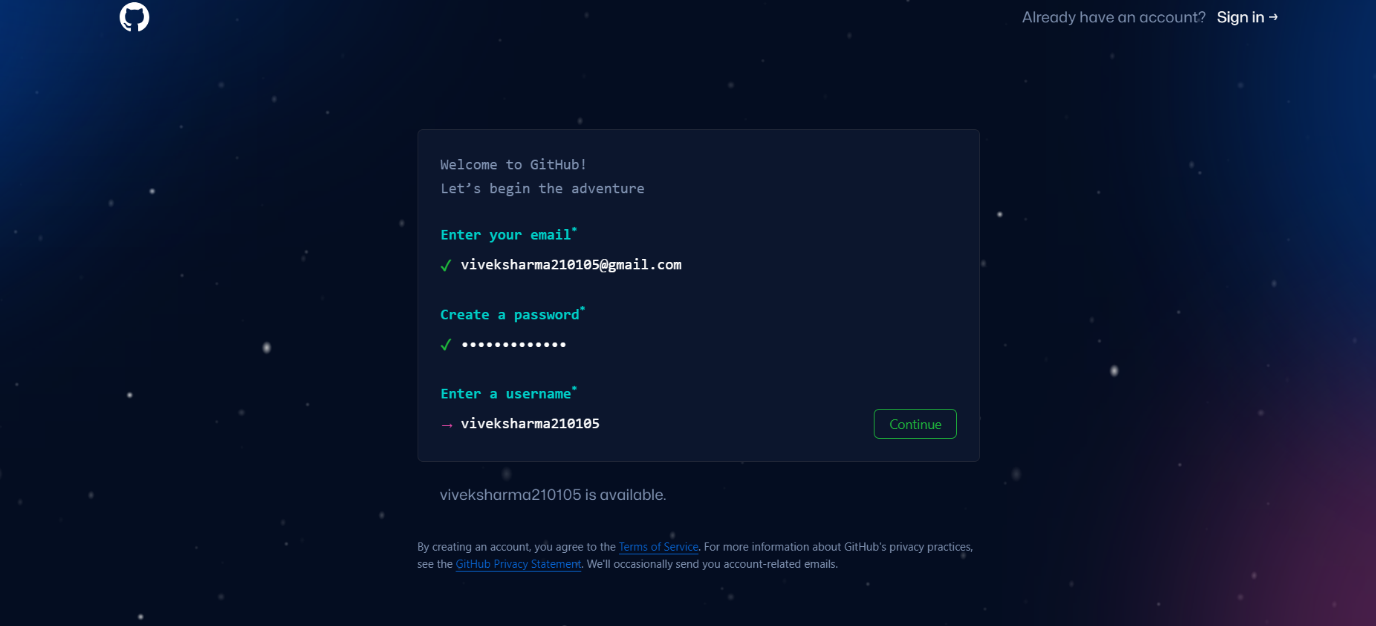 Already have an account? Sign in →
Welcome to GitHub!
Let’s begin the adventure
Enter your email*
✓ viveksharma210105@gmail.com
Create a password*
✓ •••••••••••••
Enter a username*
→ viveksharma210105
Continue
viveksharma210105 is available.
By creating an account, you agree to the Terms of Service. For more information about GitHub's privacy practices,
see the GitHub Privacy Statement. We'll occasionally send you account-related emails.